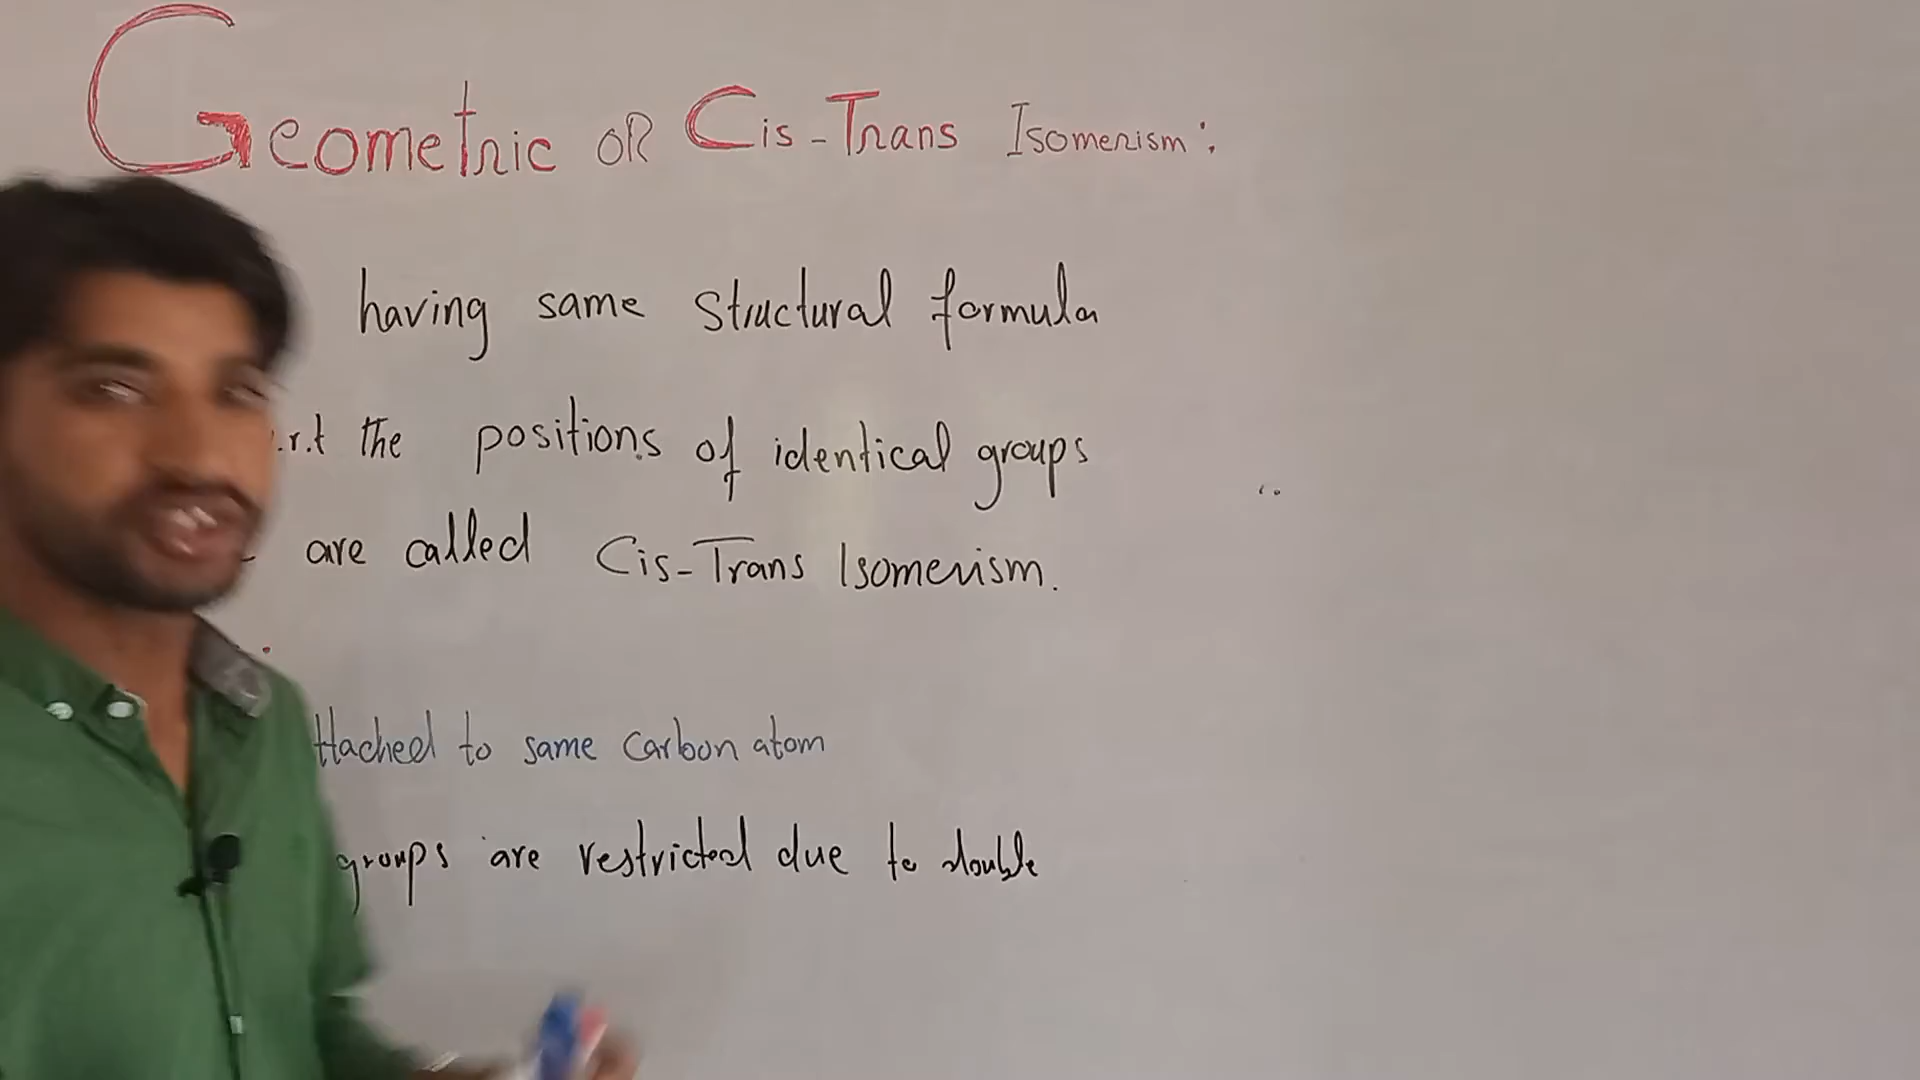 Geometric OR Cis-Trans Isomerism:
having same structural formula
.r.t the positions of identical groups
are called Cis-Trans Isomerism.
ttached to same carbon atom
groups are restricted due to double